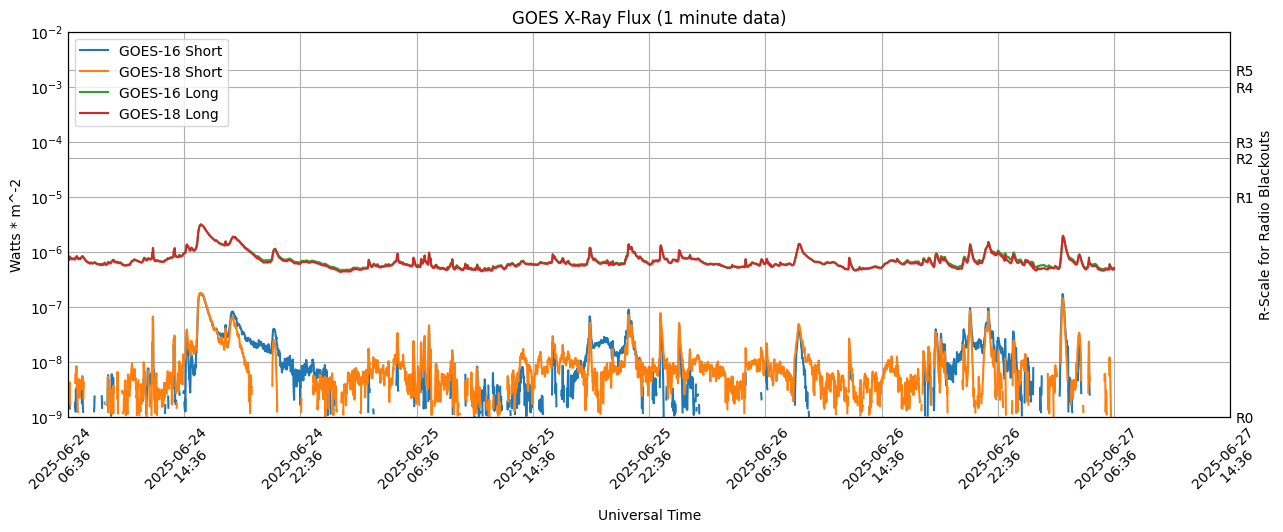 GOES X-Ray Flux (1 minute data)
GOES-16 Short
GOES-18 Short
GOES-16 Long
GOES-18 Long
10^-2
10^-3
10^-4
10^-5
10^-6
10^-7
10^-8
10^-9
Watts * m^-2
R5
R4
R3
R2
R1
R0
R-Scale for Radio Blackouts
2025-06-24
06:36
2025-06-24
14:36
2025-06-24
22:36
2025-06-25
06:36
2025-06-25
14:36
2025-06-25
22:36
2025-06-26
06:36
2025-06-26
14:36
2025-06-26
22:36
2025-06-27
06:36
2025-06-27
14:36
Universal Time